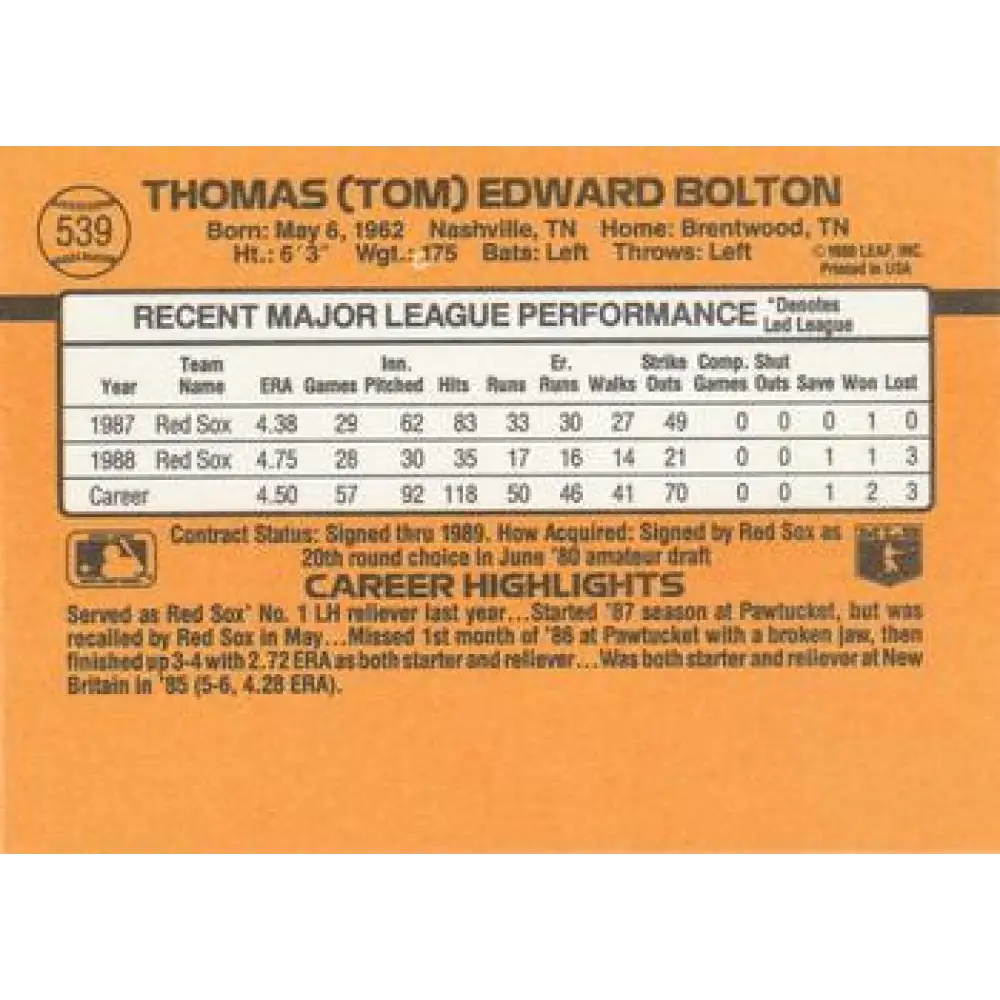 539
THOMAS (TOM) EDWARD BOLTON
Born: May 6, 1962 Nashville, TN Home: Brentwood, TN
Ht.: 6'3" Wgt.: 175 Bats: Left Throws: Left
© 1988 LEAF, INC.
Printed in USA
RECENT MAJOR LEAGUE PERFORMANCE *Denotes Led League
Year Team Name ERA Games Inn. Pitched Hits Runs Er. Runs Walks Strike Outs Comp. Games Shut Outs Save Won Lost
1987 Red Sox 4.38 29 62 83 33 30 27 49 0 0 0 1 0
1988 Red Sox 4.75 28 30 35 17 16 14 21 0 0 1 1 3
Career 4.50 57 92 118 50 46 41 70 0 0 1 2 3
Contract Status: Signed thru 1989. How Acquired: Signed by Red Sox as
20th round choice in June '80 amateur draft
CAREER HIGHLIGHTS
Served as Red Sox' No. 1 LH reliever last year...Started '87 season at Pawtucket, but was
recalled by Red Sox in May...Missed 1st month of '86 at Pawtucket with a broken jaw, then
finished pp 3-4 with 2.72 ERA as both starter and reliever...Was both starter and reliever at New
Britain in '85 (5-6, 4.28 ERA).